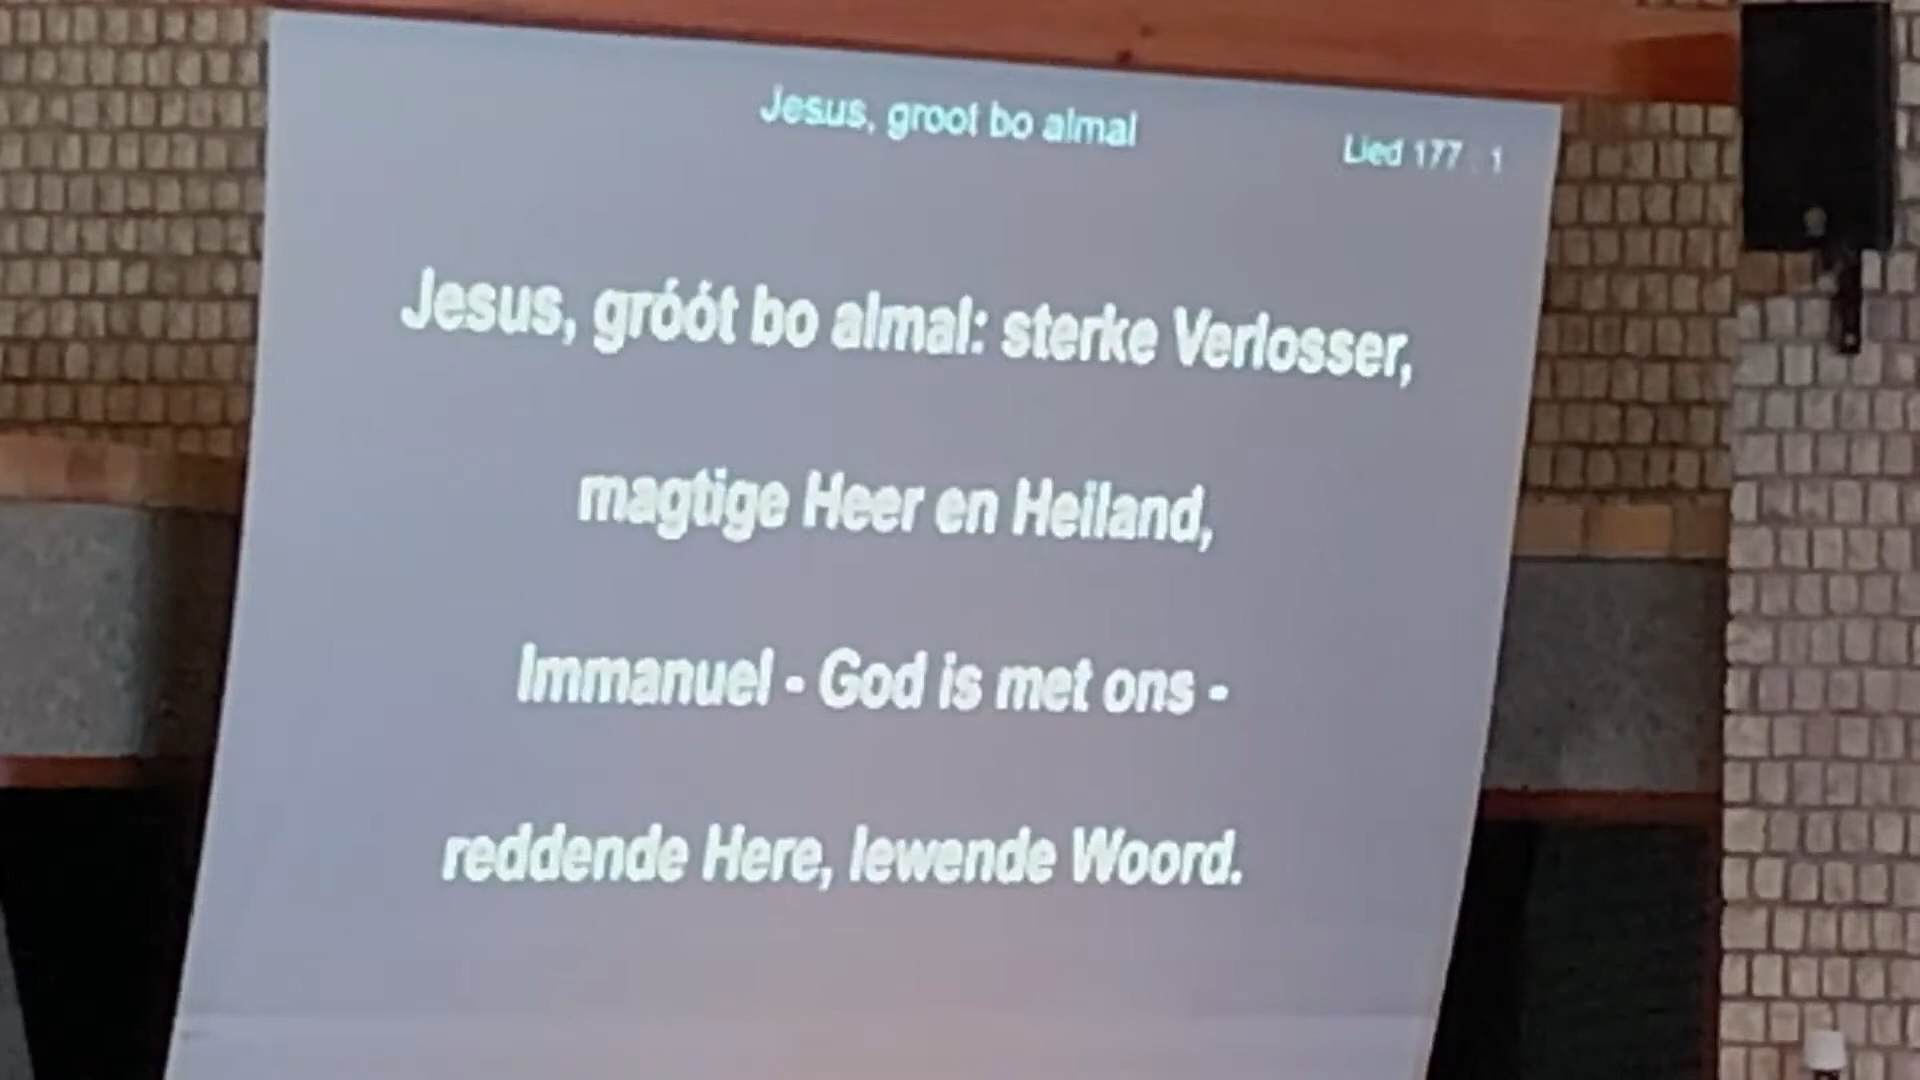 Jesus, groot bo almal
Lied 177 : 1
Jesus, gróót bo almal: sterke Verlosser,
magtige Heer en Heiland,
Immanuel - God is met ons -
reddende Here, lewende Woord.